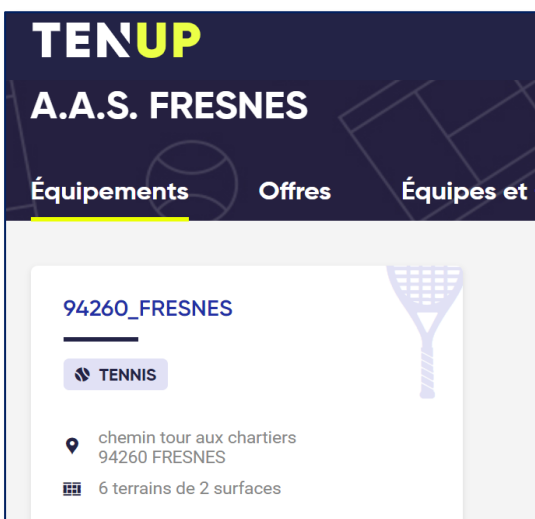 TENUP
A.A.S. FRESNES
Équipements Offres Équipes et
94260_FRESNES
TENNIS
chemin tour aux chartiers
94260 FRESNES
6 terrains de 2 surfaces